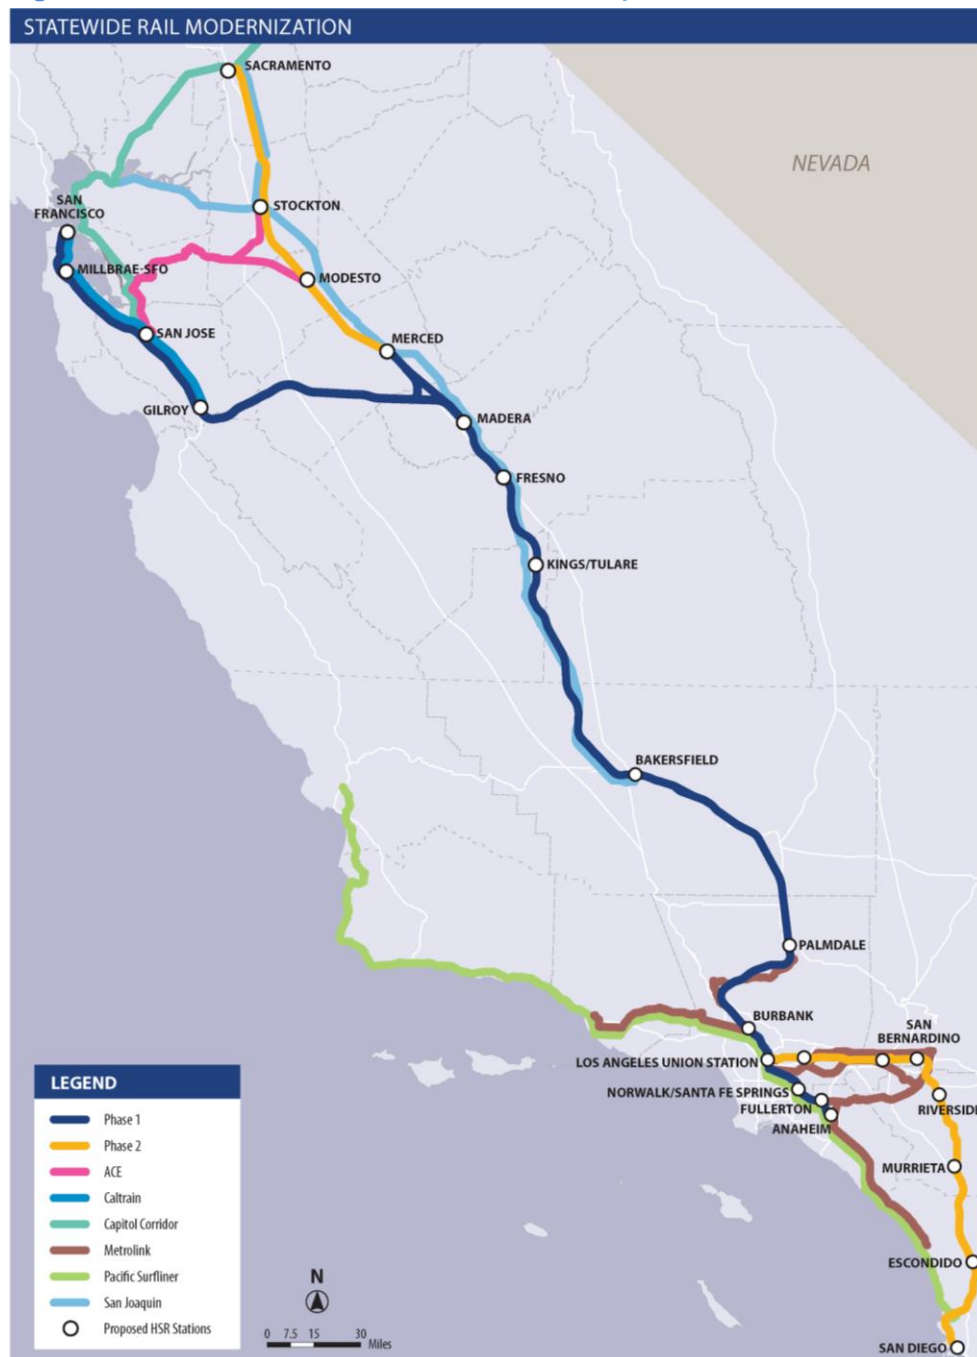 STATEWIDE RAIL MODERNIZATION
SACRAMENTO
NEVADA
SAN
FRANCISCO
STOCKTON
MILLBRAE-SFO
MODESTO
SAN JOSE
MERCED
GILROY
MADERA
FRESNO
KINGS/TULARE
BAKERSFIELD
PALMDALE
BURBANK
SAN
BERNARDINO
LOS ANGELES UNION STATION
NORWALK/SANTA FE SPRINGS
FULLERTON
RIVERSID
ANAHEIM
MURRIETA
ESCONDIDO
SAN DIEGO
LEGEND
Phase 1
Phase 2
ACE
Caltrain
Capitol Corridor
Metrolink
Pacific Surfliner
San Joaquin
Proposed HSR Stations
N
0 7.5 15 30
Miles